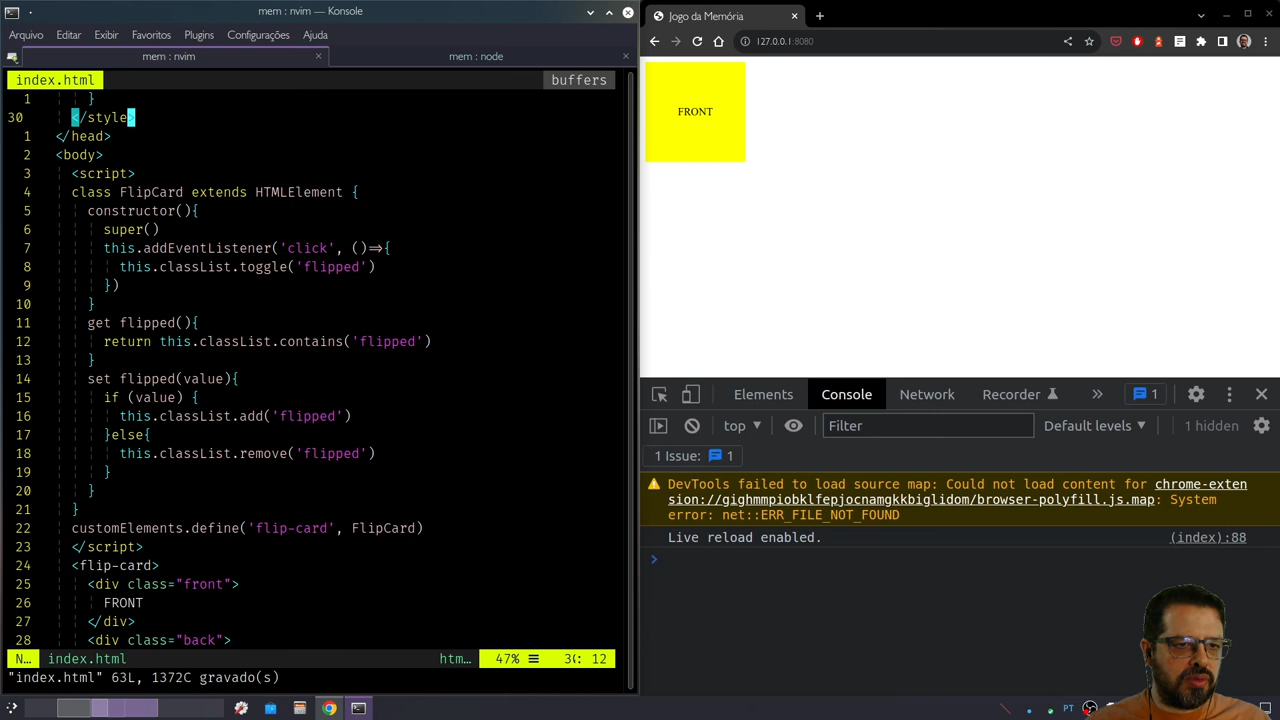 mem : nvim — Konsole
Arquivo Editar Exibir Favoritos Plugins Configurações Ajuda
mem : nvim
mem : node
index.html
buffers
1 }
30 </style>
1 </head>
2 <body>
3 <script>
4 class FlipCard extends HTMLElement {
5 constructor(){
6 super()
7 this.addEventListener('click', ()=>{
8 this.classList.toggle('flipped')
9 })
10 }
11 get flipped(){
12 return this.classList.contains('flipped')
13 }
14 set flipped(value){
15 if (value) {
16 this.classList.add('flipped')
17 }else{
18 this.classList.remove('flipped')
19 }
20 }
21 }
22 customElements.define('flip-card', FlipCard)
23 </script>
24 <flip-card>
25 <div class="front">
26 FRONT
27 </div>
28 <div class="back">
N… index.html htm… 47% 30: 12
"index.html" 63L, 1372C gravado(s)
Jogo da Memória
127.0.0.1:8080
FRONT
Elements Console Network Recorder 1
top Filter Default levels 1 hidden
1 Issue: 1
DevTools failed to load source map: Could not load content for chrome-exten
sion://gighmmpiobklfepjocnamgkkbiglidom/browser-polyfill.js.map: System
error: net::ERR_FILE_NOT_FOUND
Live reload enabled. (index):88
PT